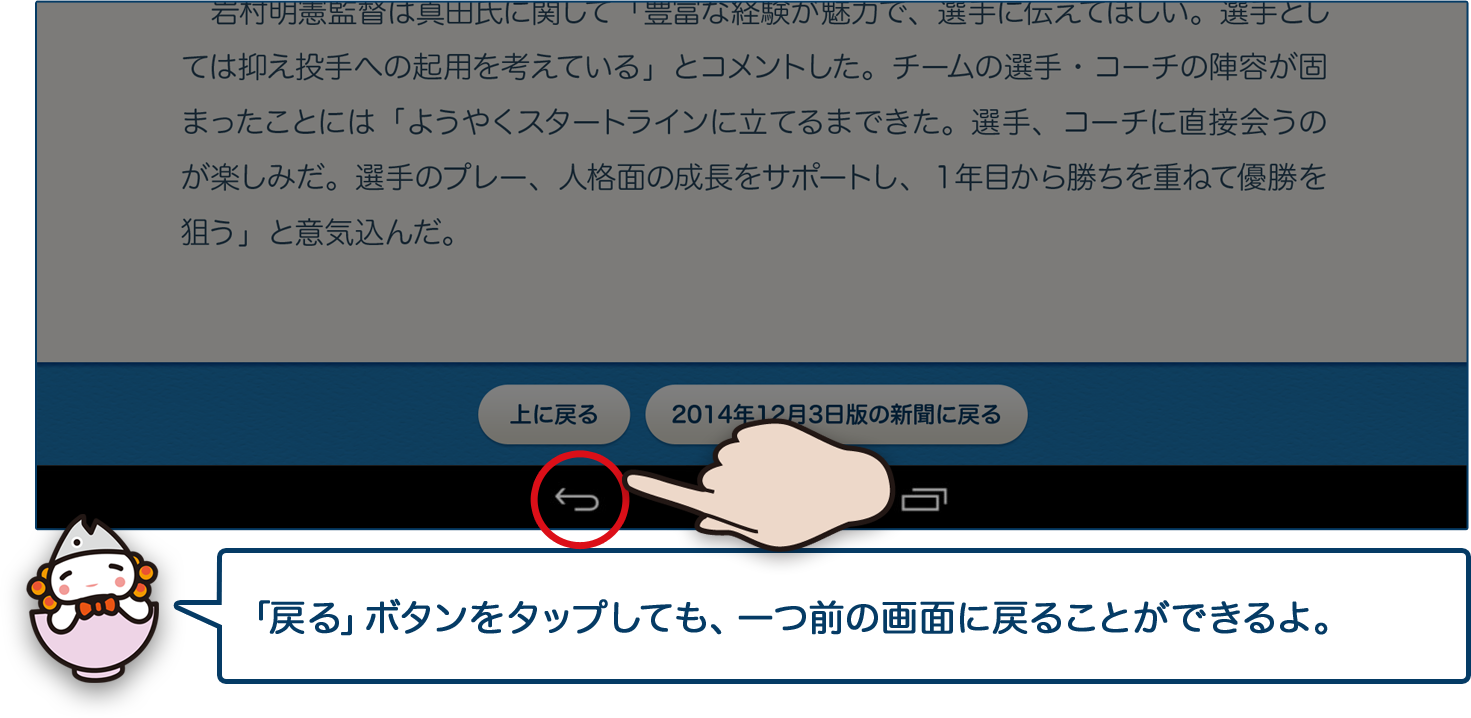 岩村明憲監督は真田氏に関して「豊富な経験が魅力で、選手に伝えてほしい。選手とし
ては抑え投手への起用を考えている」とコメントした。チームの選手・コーチの陣容が固
まったことには「ようやくスタートラインに立てるまできた。選手、コーチに直接会うの
が楽しみだ。選手のプレー、人格面の成長をサポートし、1年目から勝ちを重ねて優勝を
狙う」と意気込んだ。
上に戻る
2014年12月3日版の新聞に戻る
「戻る」ボタンをタップしても、一つ前の画面に戻ることができるよ。